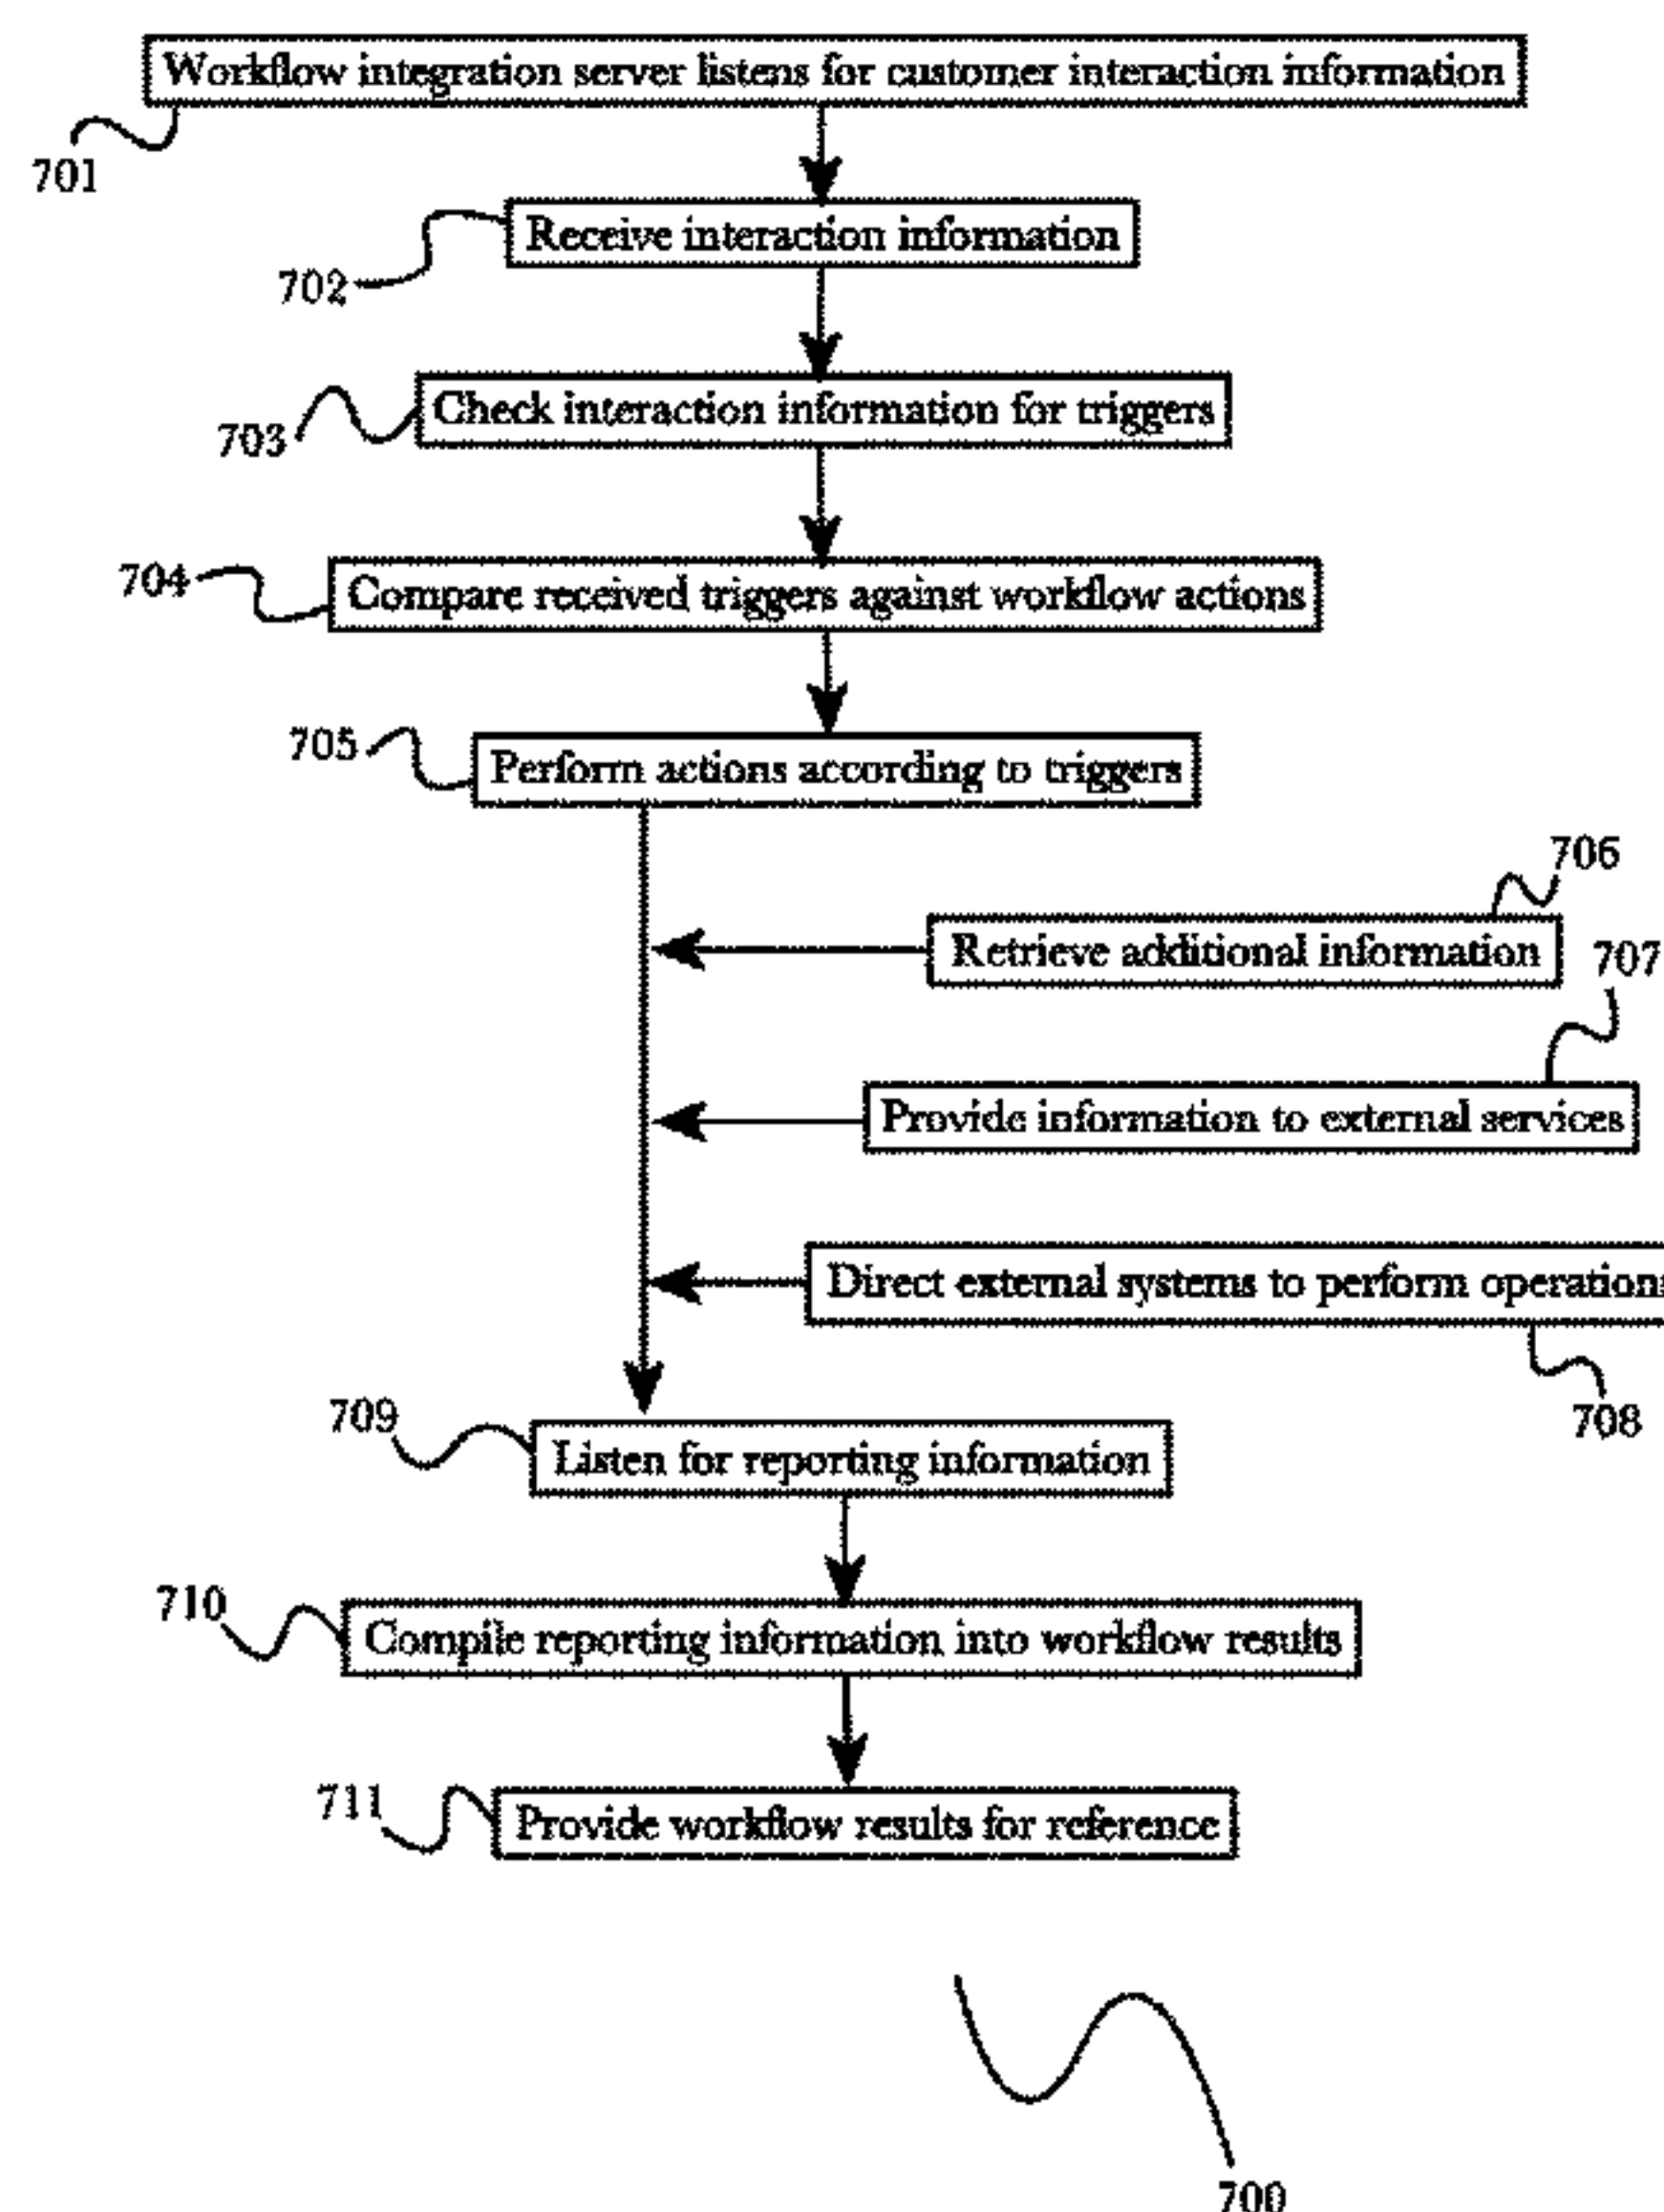 Workflow integration server listens for customer interaction information
701
Receive interaction information
702
Check interaction information for triggers
703
704
Compare received triggers against workflow actions
705
Perform actions according to triggers
706
Retrieve additional information
707
Provide information to external services
Direct external systems to perform operations
708
709
Listen for reporting information
710
Compile reporting information into workflow results
711
Provide workflow results for reference
700